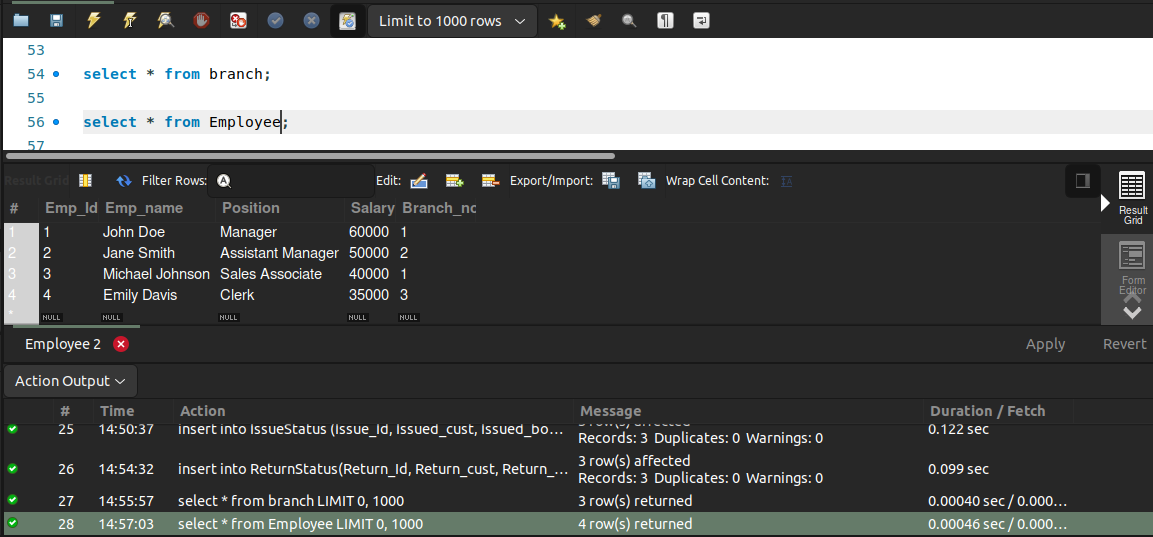 Limit to 1000 rows
53
54 select * from branch;
55
56 select * from Employee;
57
Result Grid Filter Rows: Edit: Export/Import: Wrap Cell Content:
# Emp_Id Emp_name Position Salary Branch_no
1 1 John Doe Manager 60000 1
2 2 Jane Smith Assistant Manager 50000 2
3 3 Michael Johnson Sales Associate 40000 1
4 4 Emily Davis Clerk 35000 3
* NULL NULL NULL NULL NULL
Result
Grid
Form
Editor
Employee 2 Apply Revert
Action Output
# Time Action Message Duration / Fetch
25 14:50:37 insert into IssueStatus (Issue_Id, Issued_cust, Issued_bo... 3 row(s) affected 0.122 sec
Records: 3 Duplicates: 0 Warnings: 0
26 14:54:32 insert into ReturnStatus(Return_Id, Return_cust, Return_... 3 row(s) affected 0.099 sec
Records: 3 Duplicates: 0 Warnings: 0
27 14:55:57 select * from branch LIMIT 0, 1000 3 row(s) returned 0.00040 sec / 0.000...
28 14:57:03 select * from Employee LIMIT 0, 1000 4 row(s) returned 0.00046 sec / 0.000...